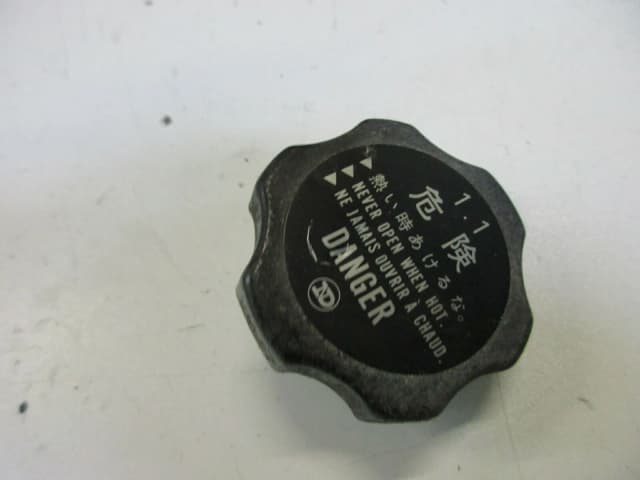 1.1
危険
熱い時あけるな。
NEVER OPEN WHEN HOT.
NE JAMAIS OUVRIR À CHAUD.
DANGER
ND